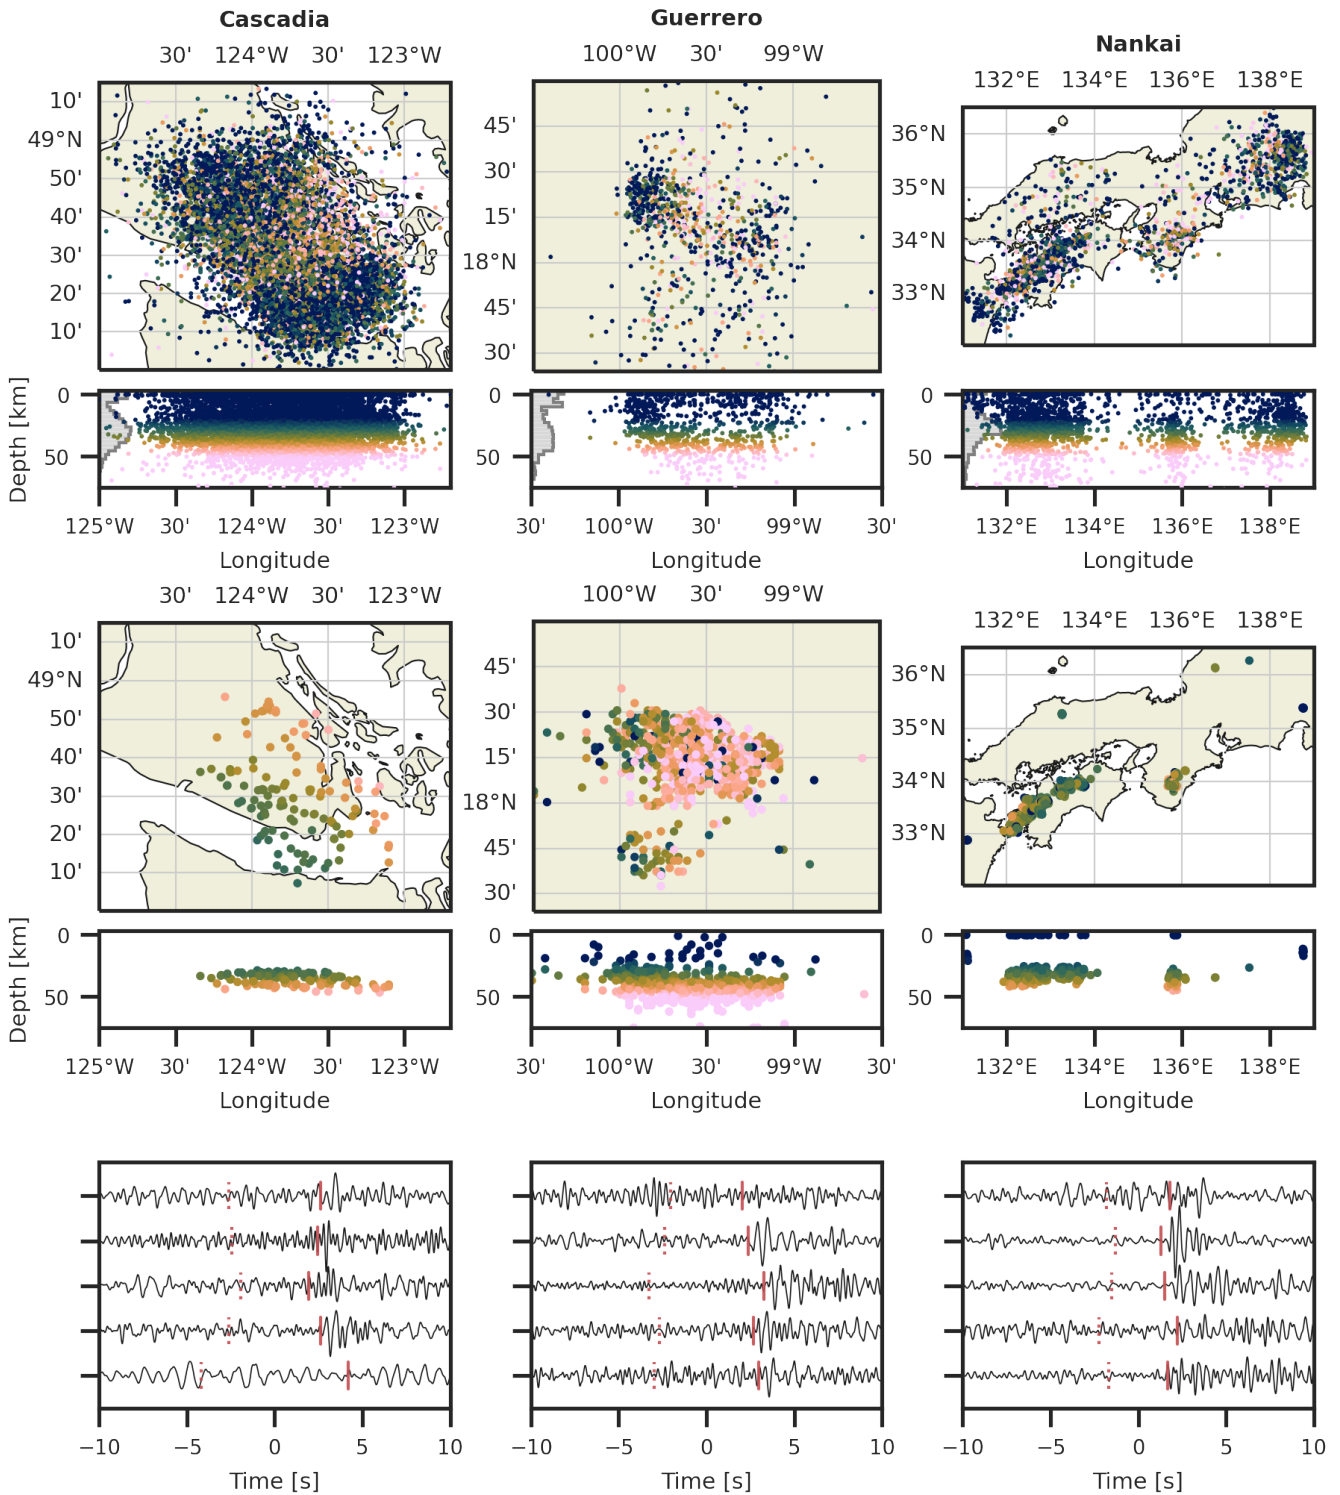 Cascadia
Guerrero
Nankai
30' 124°W 30' 123°W
100°W 30' 99°W
132°E 134°E 136°E 138°E
10'
49°N
50'
40'
30'
20'
10'
45'
30'
15'
18°N
45'
30'
36°N
35°N
34°N
33°N
Depth [km]
0
50
0
50
0
50
125°W 30' 124°W 30' 123°W
30' 100°W 30' 99°W 30'
132°E 134°E 136°E 138°E
Longitude
Longitude
Longitude
30' 124°W 30' 123°W
100°W 30' 99°W
132°E 134°E 136°E 138°E
10'
49°N
50'
40'
30'
20'
10'
45'
30'
15'
18°N
45'
30'
36°N
35°N
34°N
33°N
Depth [km]
0
50
0
50
0
50
125°W 30' 124°W 30' 123°W
30' 100°W 30' 99°W 30'
132°E 134°E 136°E 138°E
Longitude
Longitude
Longitude
−10 −5 0 5 10
−10 −5 0 5 10
−10 −5 0 5 10
Time [s]
Time [s]
Time [s]